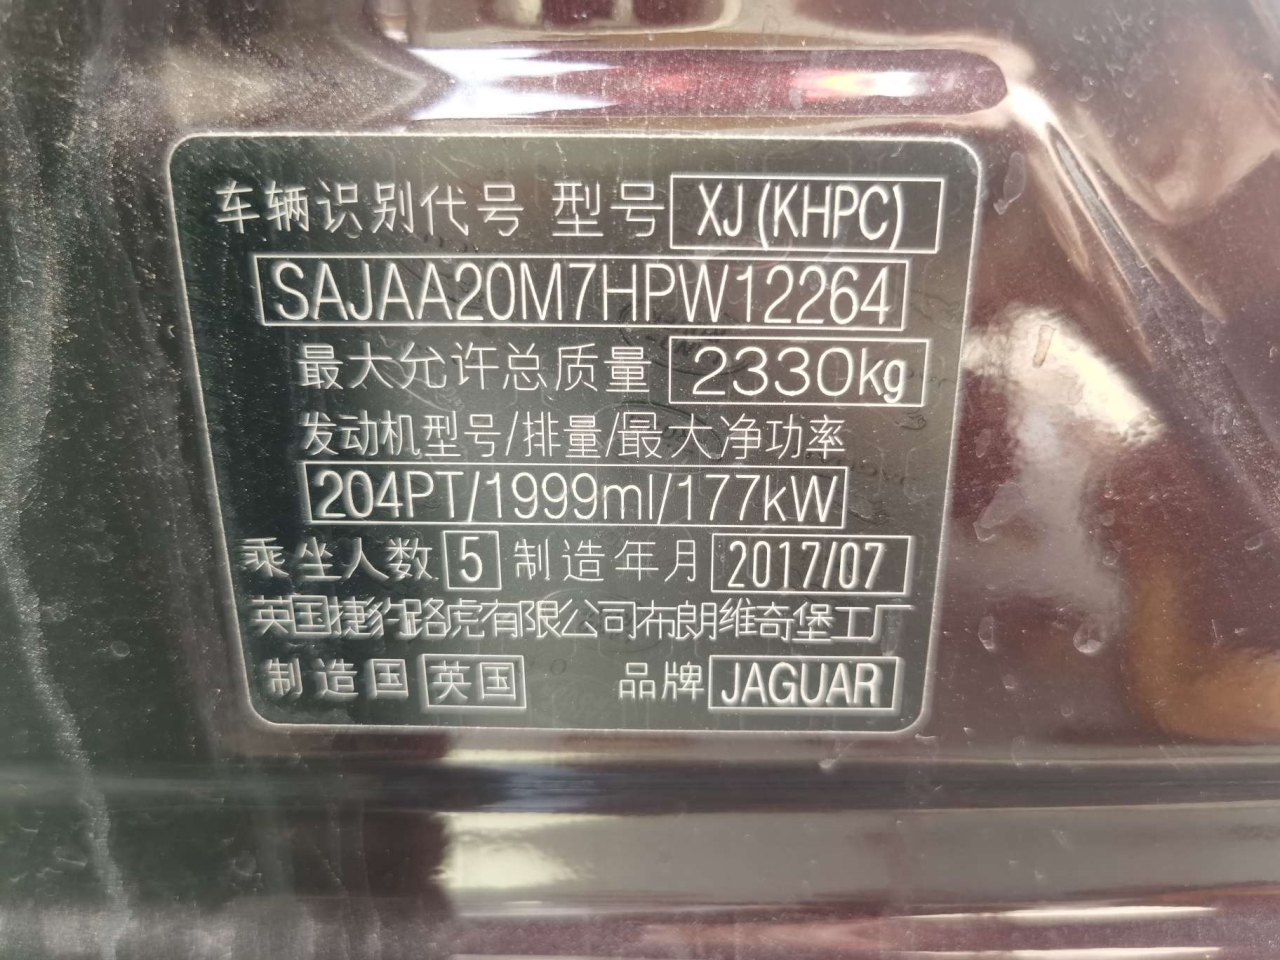 车辆识别代号 型号 XJ(KHPC)
SAJAA20M7HPW12264
最大允许总质量 2330kg
发动机型号/排量/最大净功率
204PT/1999ml/177kW
乘坐人数 5 制造年月 2017/07
英国捷豹路虎有限公司布朗维奇堡工厂
制造国 英国 品牌 JAGUAR